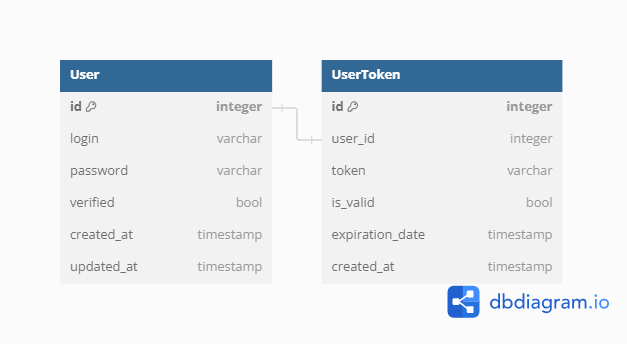 User
id integer
login varchar
password varchar
verified bool
created_at timestamp
updated_at timestamp
UserToken
id integer
user_id integer
token varchar
is_valid bool
expiration_date timestamp
created_at timestamp
dbdiagram.io